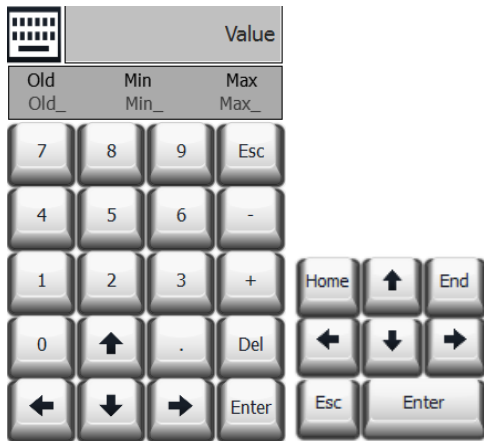 Value
Old Min Max
Old_ Min_ Max_
7 8 9 Esc
4 5 6 -
1 2 3 +
0 . Del
Enter
Home End
Esc Enter